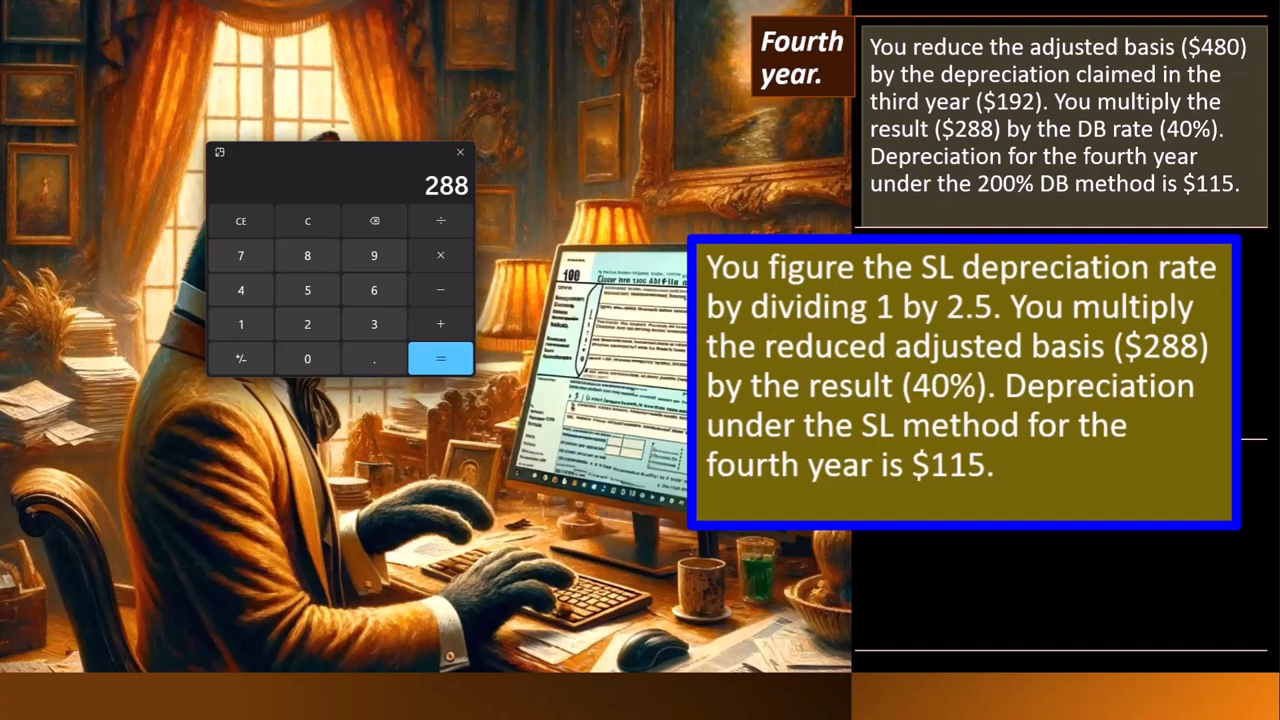 Fourth
year.
You reduce the adjusted basis ($480)
by the depreciation claimed in the
third year ($192). You multiply the
result ($288) by the DB rate (40%).
Depreciation for the fourth year
under the 200% DB method is $115.
288
CE C ⌫ ÷
7 8 9 ×
4 5 6 −
1 2 3 +
+/− 0 . =
You figure the SL depreciation rate
by dividing 1 by 2.5. You multiply
the reduced adjusted basis ($288)
by the result (40%). Depreciation
under the SL method for the
fourth year is $115.
100